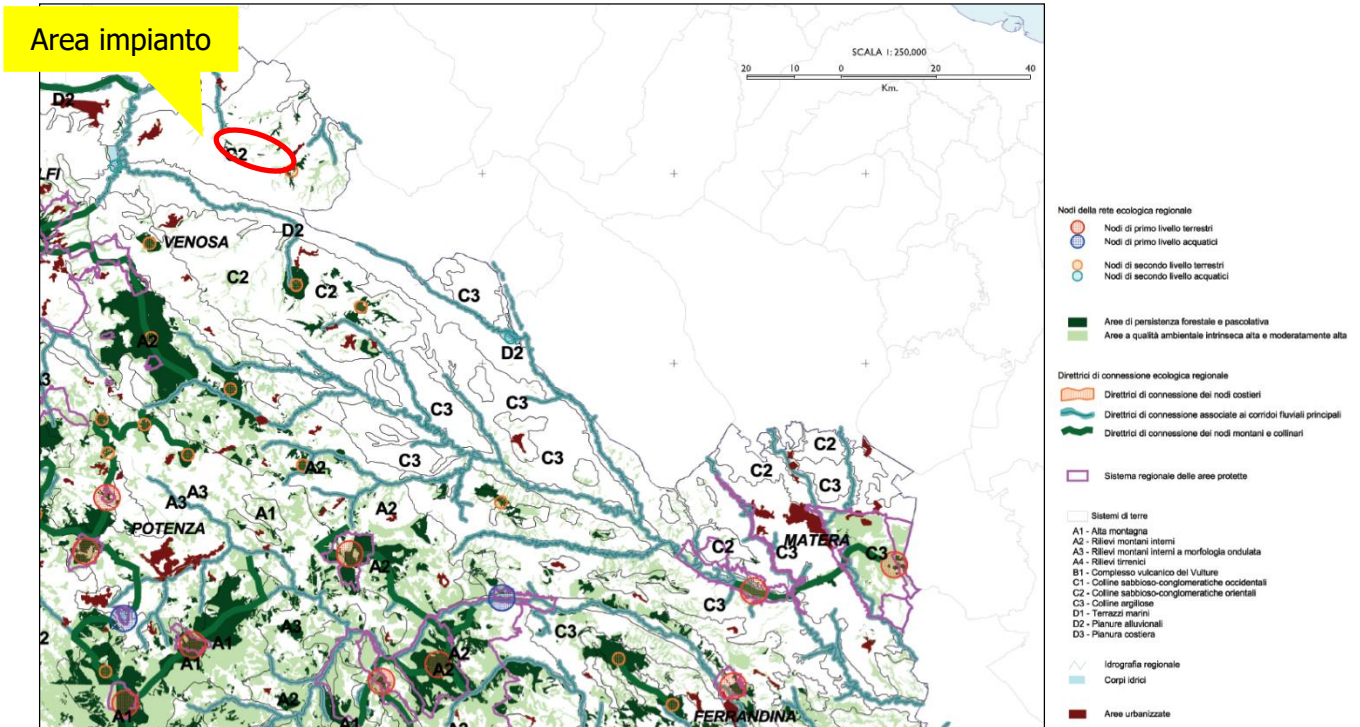 Area impianto
SCALA 1: 250,000
20 10 0 20 40
Km.
D2
C2
LFI
VENOSA
D2
C2
C2
C3
D2
A2
A3
C3
C3
C3
C3
C2
C2
C3
A2
A3
A3
A1
A2
POTENZA
MATERA
C2
C3
C3
A2
C3
A3
C3
2
A1
A1
A2
A2
A2
A1
A1
A2
FERRANDINA
Nodi della rete ecologica regionale
Nodi di primo livello terrestri
Nodi di primo livello acquatici
Nodi di secondo livello terrestri
Nodi di secondo livello acquatici
Aree di persistenza forestale e pascolativa
Aree a qualità ambientale intrinseca alta e moderatamente alta
Direttrici di connessione ecologica regionale
Direttrici di connessione dei nodi costieri
Direttrici di connessione associate ai corridoi fluviali principali
Direttrici di connessione dei nodi montani e collinari
Sistema regionale delle aree protette
Sistemi di terre
A1 - Alta montagna
A2 - Rilievi montani interni
A3 - Rilievi montani interni a morfologia ondulata
A4 - Rilievi tirrenici
B1 - Complesso vulcanico del Vulture
C1 - Colline sabbioso-conglomeratiche occidentali
C2 - Colline sabbioso-conglomeratiche orientali
C3 - Colline argillose
D1 - Terrazzi marini
D2 - Pianure alluvionali
D3 - Pianura costiera
Idrografia regionale
Corpi idrici
Aree urbanizzate